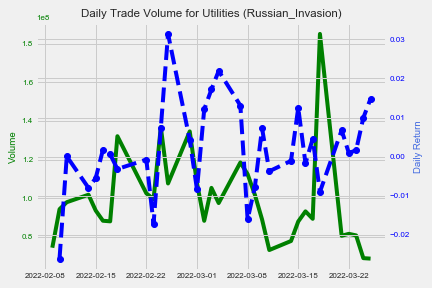 Daily Trade Volume for Utilities (Russian_Invasion)
1e8
1.8
1.6
1.4
1.2
1.0
0.8
Volume
0.03
0.02
0.01
0.00
−0.01
−0.02
Daily Return
2022-02-08 2022-02-15 2022-02-22 2022-03-01 2022-03-08 2022-03-15 2022-03-22